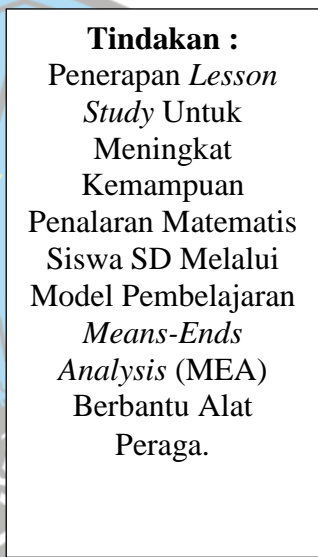 Tindakan :
Penerapan Lesson
Study Untuk
Meningkat
Kemampuan
Penalaran Matematis
Siswa SD Melalui
Model Pembelajaran
Means-Ends
Analysis (MEA)
Berbantu Alat
Peraga.